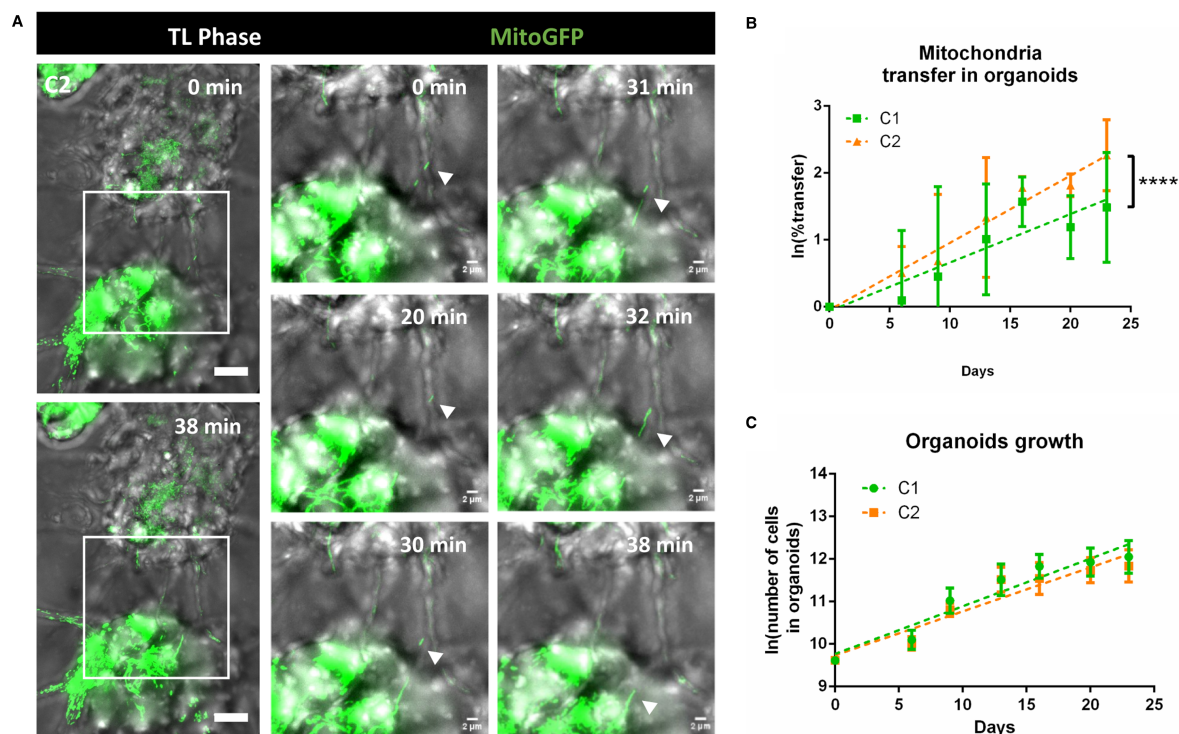 A
TL Phase MitoGFP
C2 0 min
38 min
0 min
2 µm
31 min
2 µm
20 min
2 µm
32 min
2 µm
30 min
2 µm
38 min
2 µm
B
Mitochondria
transfer in organoids
C1
C2
ln(%transfer)
3
2
1
0
0 5 10 15 20 25
Days
****
C
Organoids growth
C1
C2
ln(number of cells
in organoids)
14
13
12
11
10
9
0 5 10 15 20 25
Days